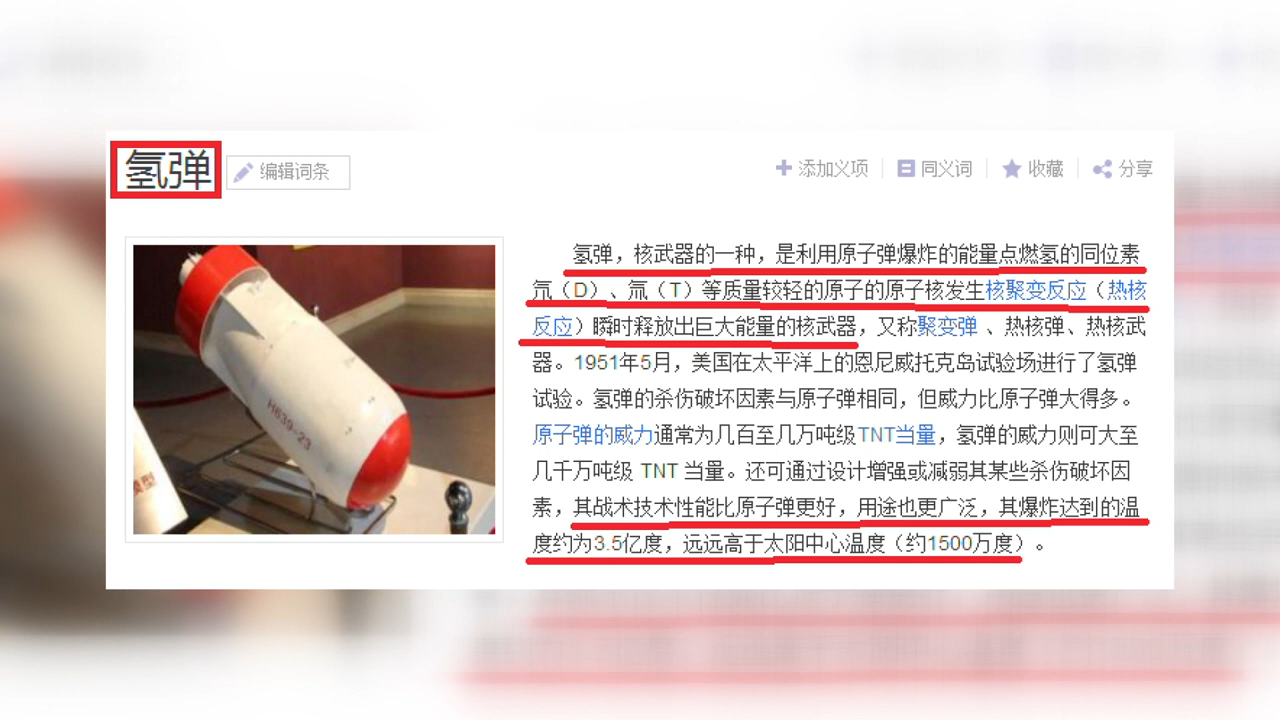 氢弹
编辑词条
添加义项
同义词
收藏
分享
氢弹，核武器的一种，是利用原子弹爆炸的能量点燃氢的同位素
氘（D）、氚（T）等质量较轻的原子的原子核发生核聚变反应（热核
反应）瞬时释放出巨大能量的核武器，又称聚变弹 、热核弹、热核武
器。1951年5月，美国在太平洋上的恩尼威托克岛试验场进行了氢弹
试验。氢弹的杀伤破坏因素与原子弹相同，但威力比原子弹大得多。
原子弹的威力通常为几百至几万吨级TNT当量，氢弹的威力则可大至
几千万吨级 TNT 当量。还可通过设计增强或减弱其某些杀伤破坏因
素，其战术技术性能比原子弹更好，用途也更广泛，其爆炸达到的温
度约为3.5亿度，远远高于太阳中心温度（约1500万度）。
H639-23
型